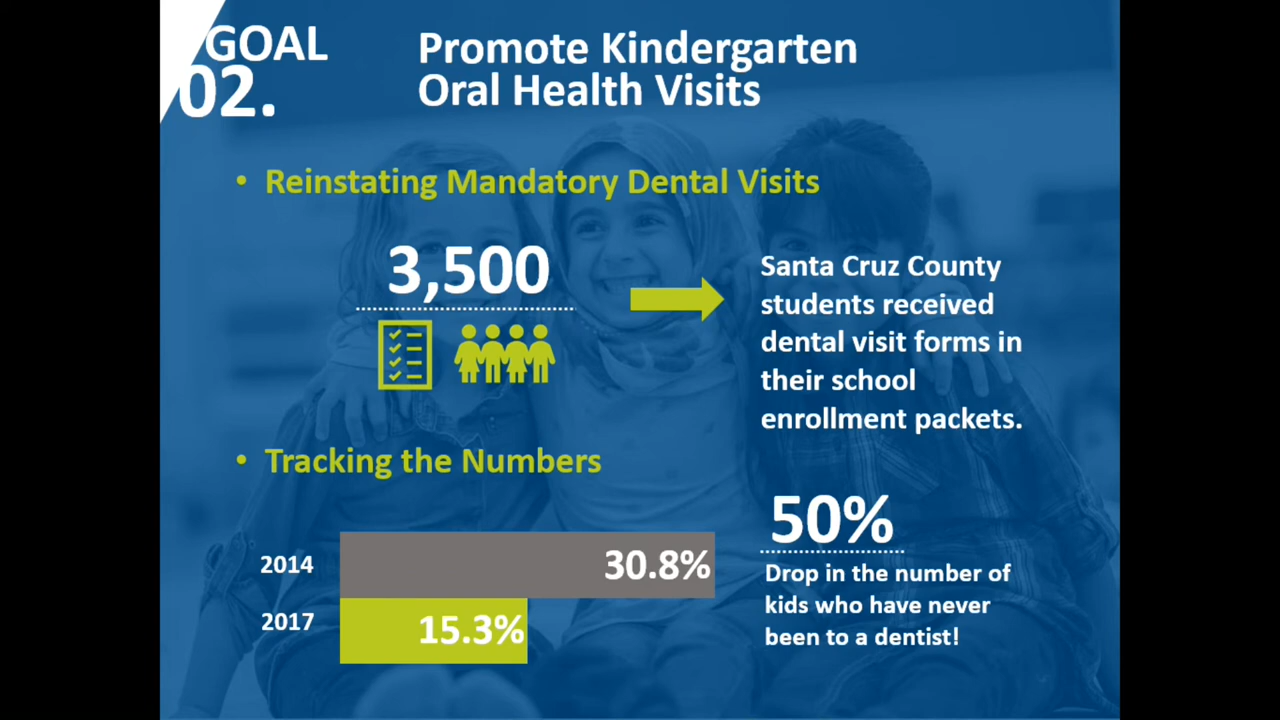 GOAL
02.
Promote Kindergarten
Oral Health Visits
• Reinstating Mandatory Dental Visits
3,500
Santa Cruz County
students received
dental visit forms in
their school
enrollment packets.
• Tracking the Numbers
2014
30.8%
2017
15.3%
50%
Drop in the number of
kids who have never
been to a dentist!